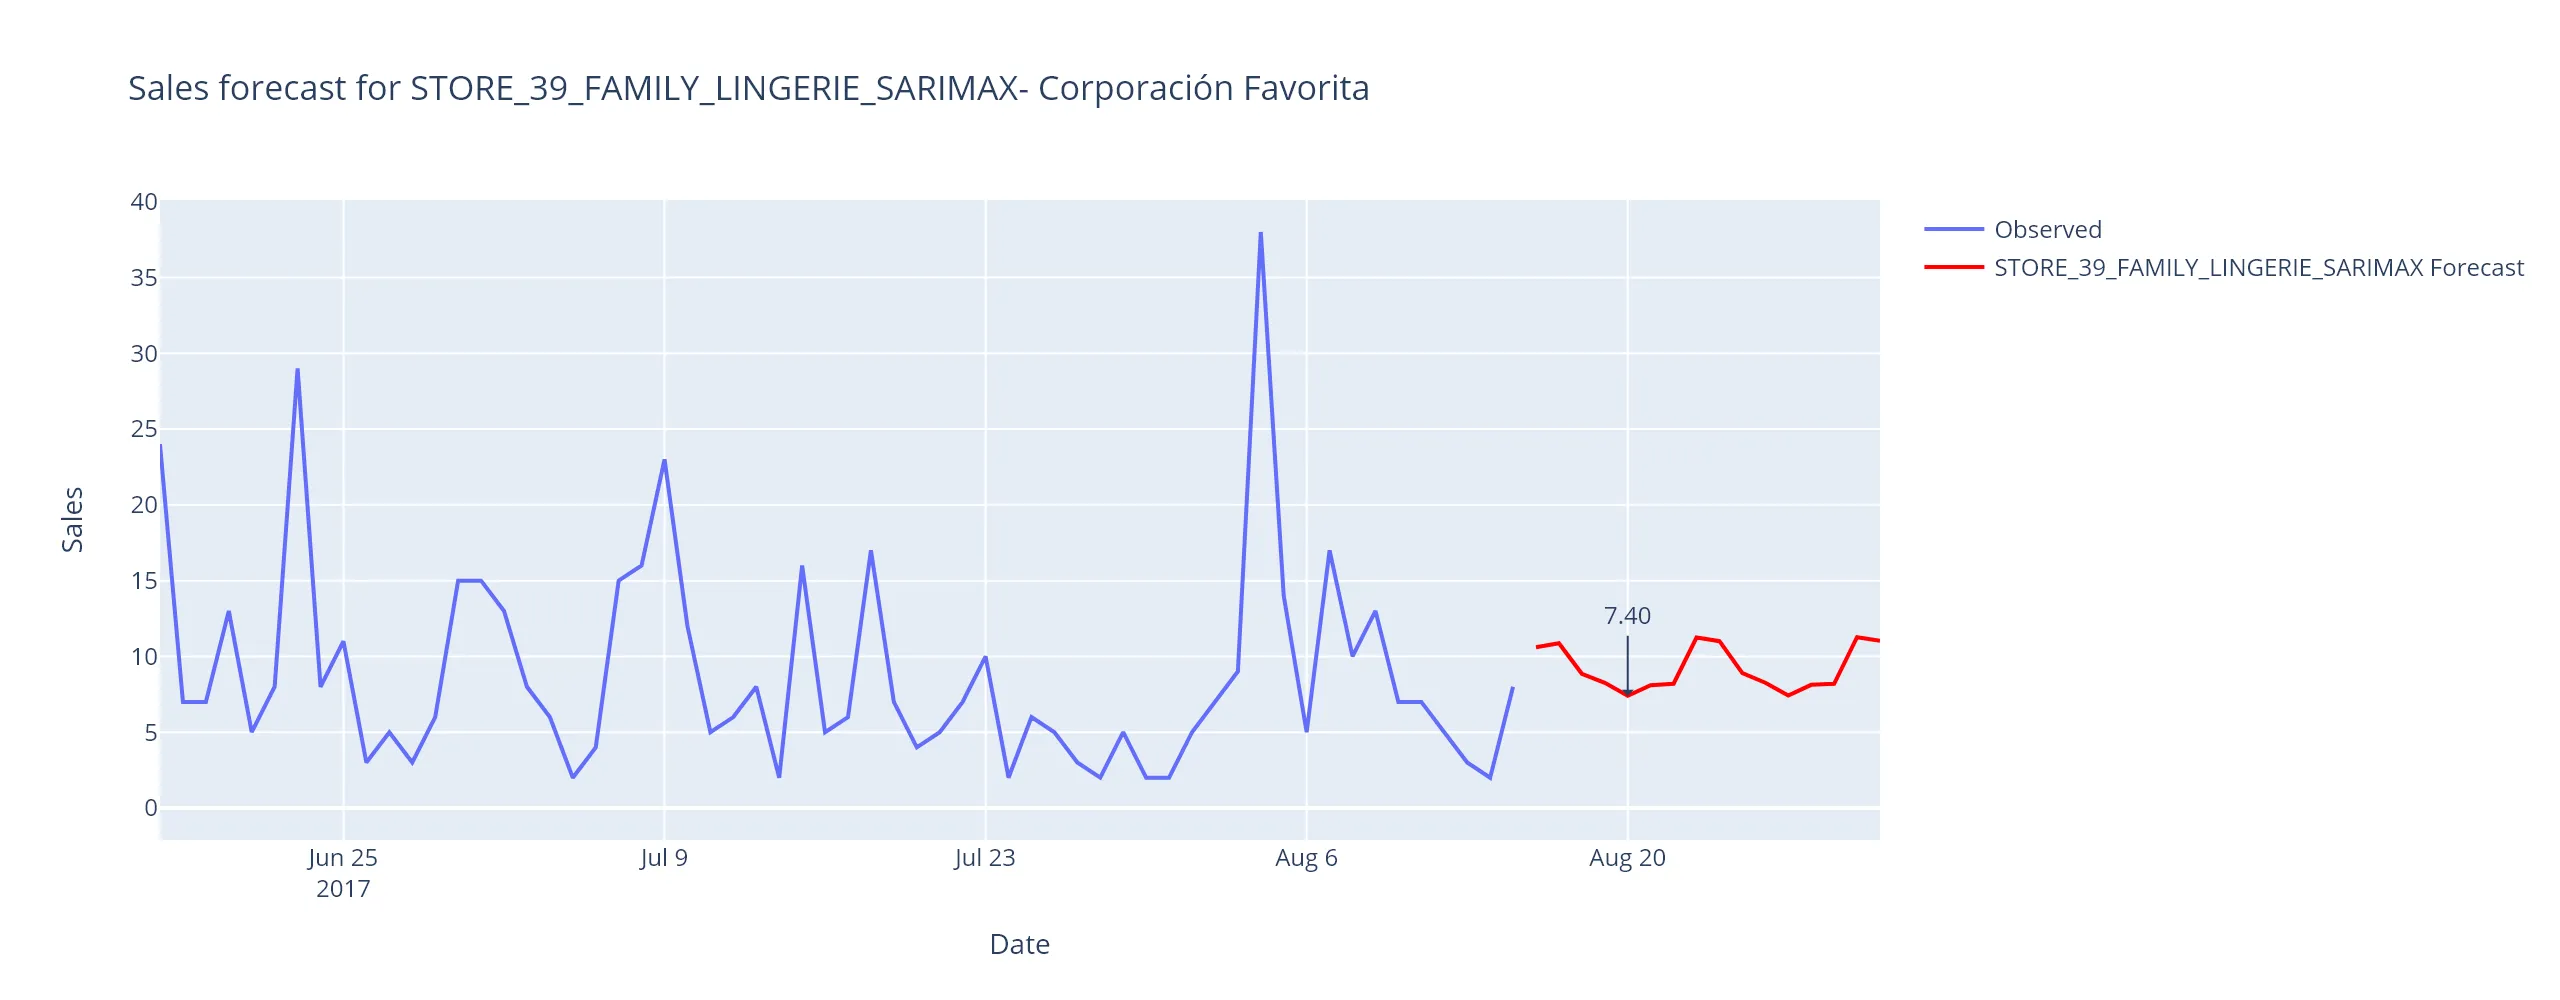 Sales forecast for STORE_39_FAMILY_LINGERIE_SARIMAX- Corporación Favorita
40
35
30
25
20
15
10
5
0
Sales
7.40
Jun 25
2017
Jul 9
Jul 23
Aug 6
Aug 20
Date
Observed
STORE_39_FAMILY_LINGERIE_SARIMAX Forecast